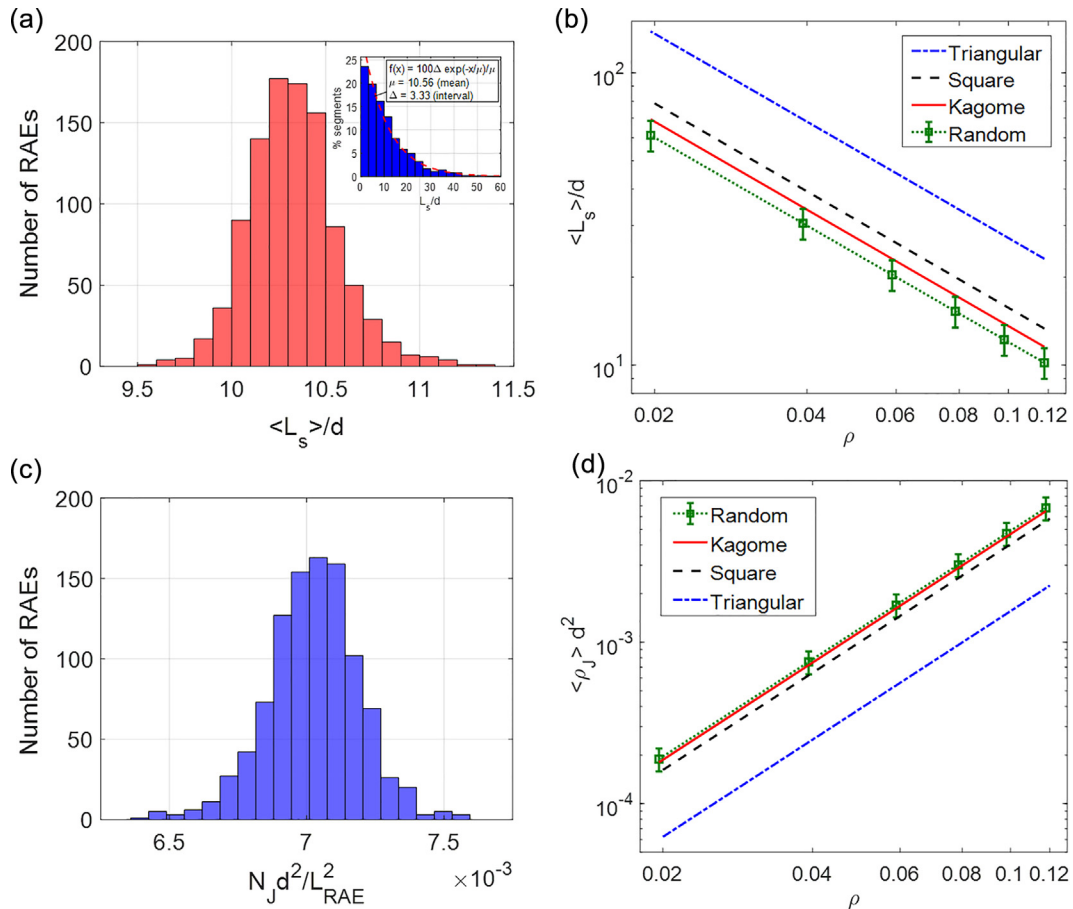 (a)
200
150
100
50
0
Number of RAEs
9.5 10 10.5 11 11.5
<L_s>/d
25
20
15
10
5
0
% segments
f(x) = 100Δ exp(-x/μ)/μ
μ = 10.56 (mean)
Δ = 3.33 (interval)
0 10 20 30 40 50 60
L_s/d
(b)
10^2
10^1
<L_s>/d
Triangular
Square
Kagome
Random
0.02 0.04 0.06 0.08 0.1 0.12
ρ
(c)
200
150
100
50
0
Number of RAEs
6.5 7 7.5
×10^-3
N_J d^2/L^2_RAE
(d)
10^-2
10^-3
10^-4
<ρ_J> d^2
Random
Kagome
Square
Triangular
0.02 0.04 0.06 0.08 0.1 0.12
ρ